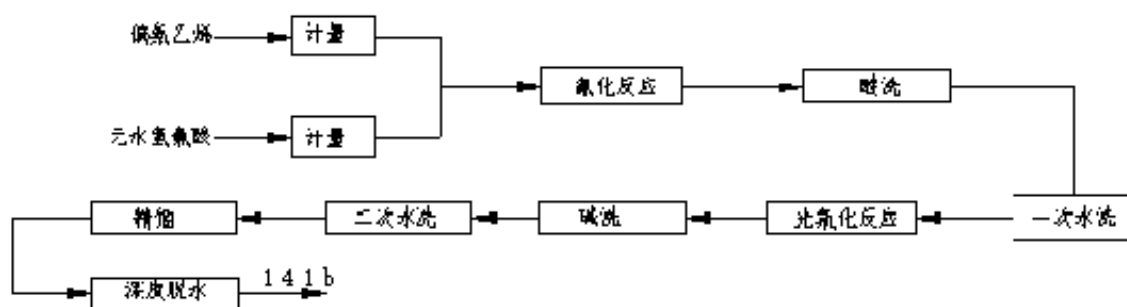 偏氯乙烯
计量
氟化反应
酸洗
无水氢氟酸
计量
精馏
二次水洗
碱洗
光氯化反应
一次水洗
深度脱水
141b